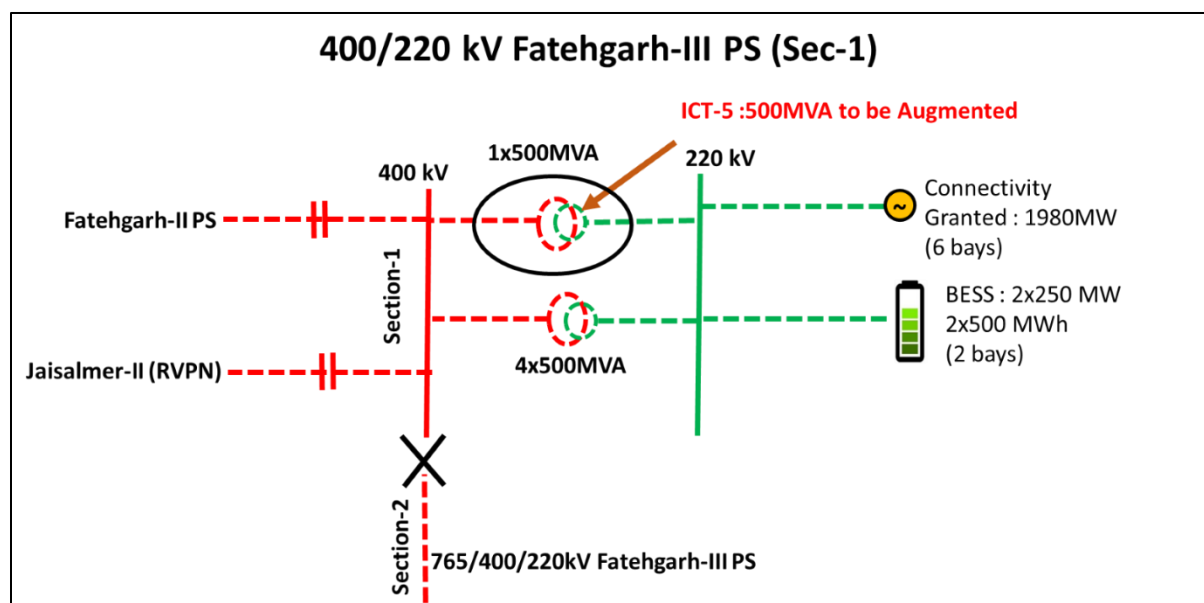 400/220 kV Fatehgarh-III PS (Sec-1)
ICT-5 :500MVA to be Augmented
1x500MVA
400 kV
220 kV
Fatehgarh-II PS
~
Connectivity
Granted : 1980MW
(6 bays)
Section-1
BESS : 2x250 MW
2x500 MWh
(2 bays)
4x500MVA
Jaisalmer-II (RVPN)
Section-2
765/400/220kV Fatehgarh-III PS